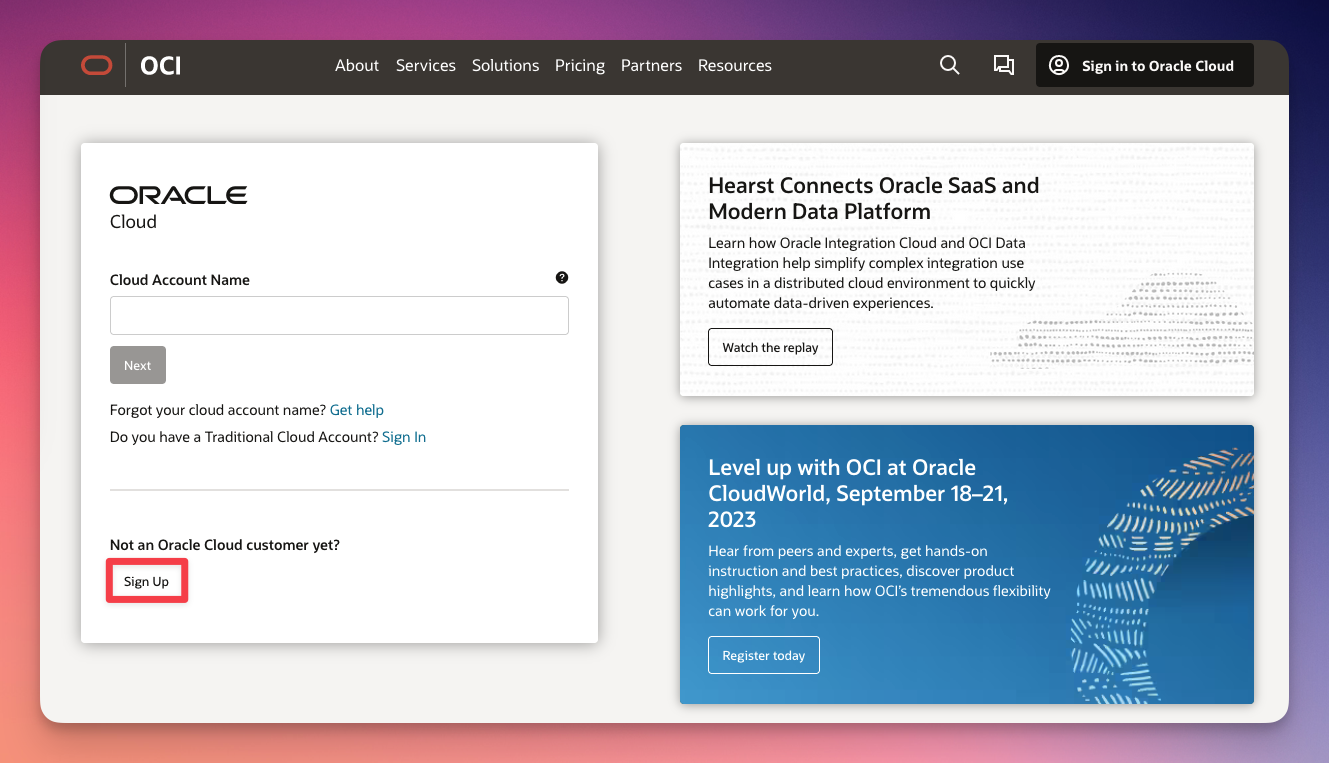 OCI
About Services Solutions Pricing Partners Resources
Sign in to Oracle Cloud
ORACLE
Cloud
Cloud Account Name
?
Next
Forgot your cloud account name? Get help
Do you have a Traditional Cloud Account? Sign In
Not an Oracle Cloud customer yet?
Sign Up
Hearst Connects Oracle SaaS and
Modern Data Platform
Learn how Oracle Integration Cloud and OCI Data
Integration help simplify complex integration use
cases in a distributed cloud environment to quickly
automate data-driven experiences.
Watch the replay
Level up with OCI at Oracle
CloudWorld, September 18–21,
2023
Hear from peers and experts, get hands-on
instruction and best practices, discover product
highlights, and learn how OCI's tremendous flexibility
can work for you.
Register today